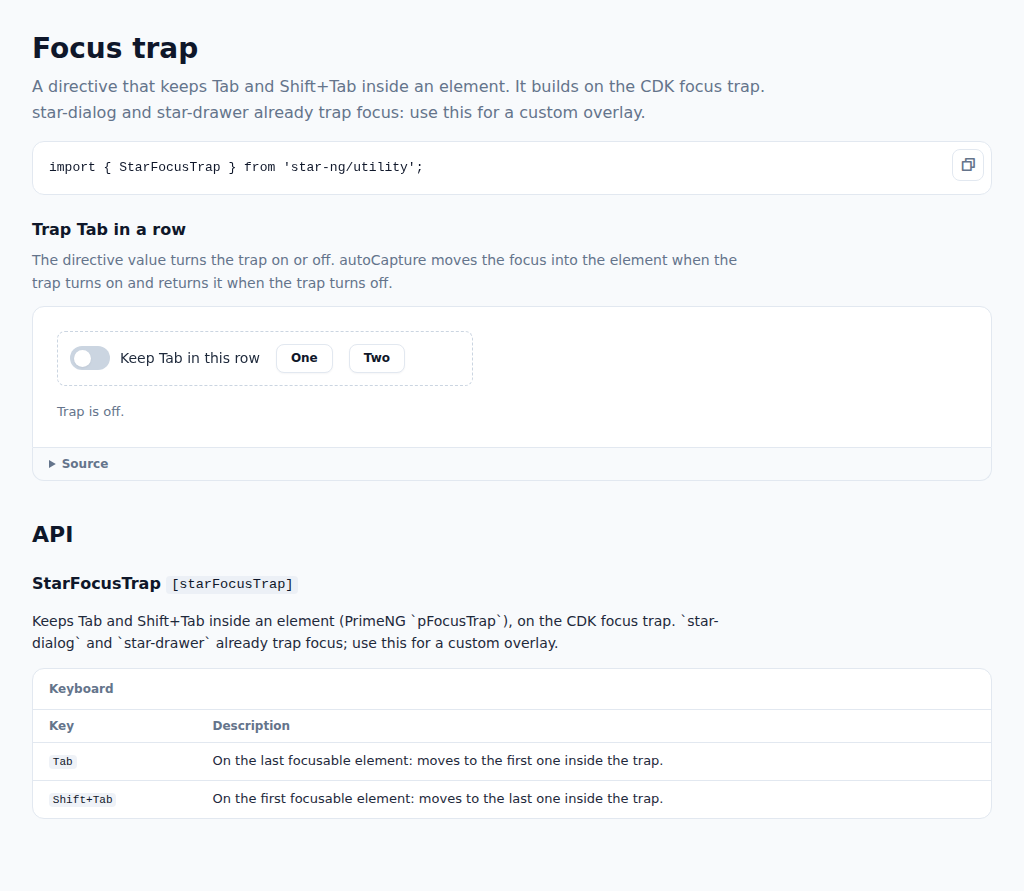 Focus trap
A directive that keeps Tab and Shift+Tab inside an element. It builds on the CDK focus trap.
star-dialog and star-drawer already trap focus: use this for a custom overlay.
import { StarFocusTrap } from 'star-ng/utility';
Trap Tab in a row
The directive value turns the trap on or off. autoCapture moves the focus into the element when the
trap turns on and returns it when the trap turns off.
Keep Tab in this row One Two
Trap is off.
Source
API
StarFocusTrap [starFocusTrap]
Keeps Tab and Shift+Tab inside an element (PrimeNG `pFocusTrap`), on the CDK focus trap. `star-
dialog` and `star-drawer` already trap focus; use this for a custom overlay.
Keyboard
Key Description
Tab On the last focusable element: moves to the first one inside the trap.
Shift+Tab On the first focusable element: moves to the last one inside the trap.